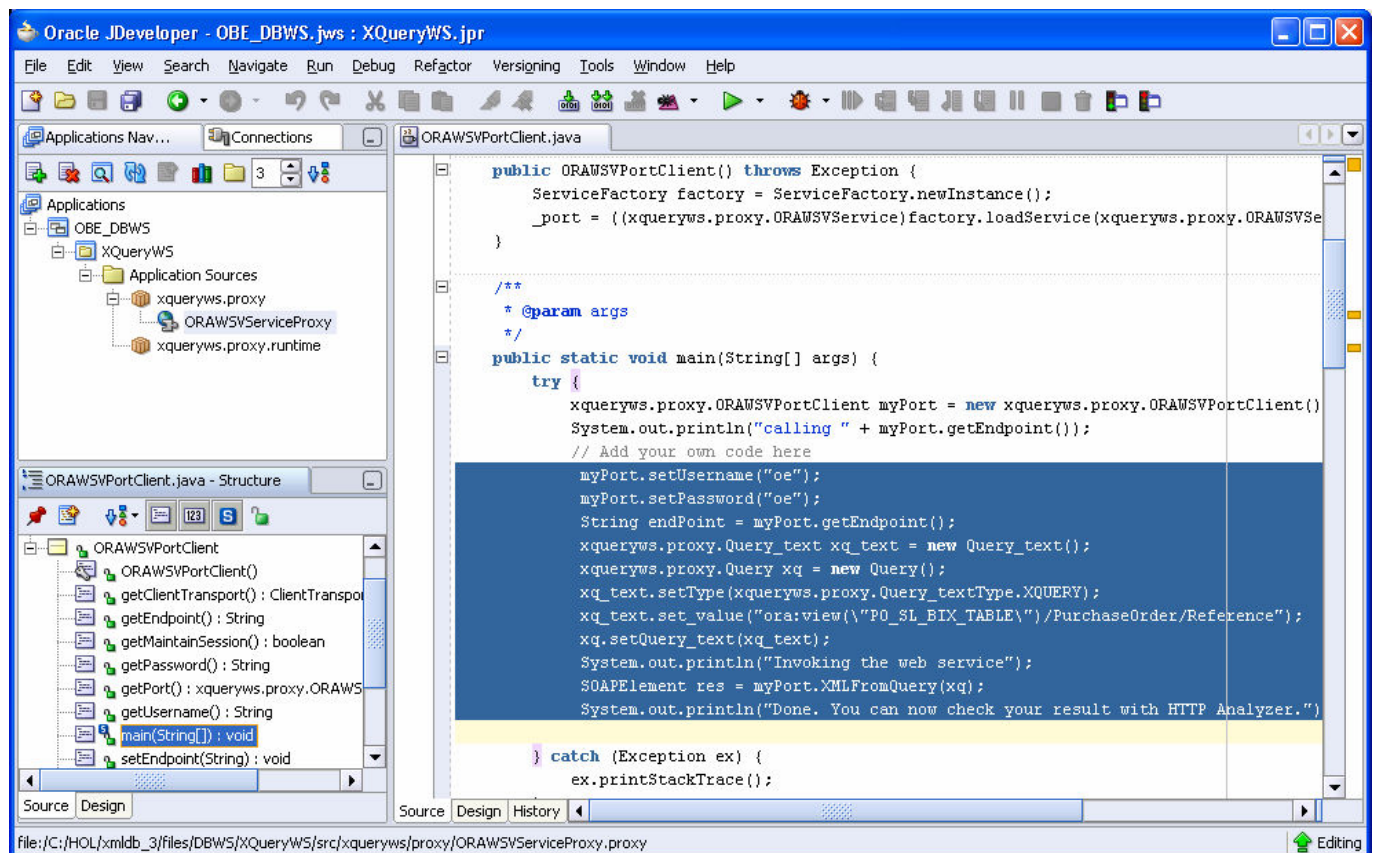 Oracle JDeveloper - OBE_DBWS.jws : XQueryWS.jpr
File Edit View Search Navigate Run Debug Refactor Versioning Tools Window Help
Applications Nav... Connections
3
Applications
OBE_DBWS
XQueryWS
Application Sources
xqueryws.proxy
ORAWSVServiceProxy
xqueryws.proxy.runtime
ORAWSVPortClient.java - Structure
123 S
ORAWSVPortClient
ORAWSVPortClient()
getClientTransport() : ClientTranspor
getEndpoint() : String
getMaintainSession() : boolean
getPassword() : String
getPort() : xqueryws.proxy.ORAWS
getUsername() : String
main(String[]) : void
setEndpoint(String) : void
Source Design
ORAWSVPortClient.java
public ORAWSVPortClient() throws Exception {
ServiceFactory factory = ServiceFactory.newInstance();
_port = ((xqueryws.proxy.ORAWSVService)factory.loadService(xqueryws.proxy.ORAWSVSe
}
/**
* @param args
*/
public static void main(String[] args) {
try {
xqueryws.proxy.ORAWSVPortClient myPort = new xqueryws.proxy.ORAWSVPortClient()
System.out.println("calling " + myPort.getEndpoint());
// Add your own code here
myPort.setUsername("oe");
myPort.setPassword("oe");
String endPoint = myPort.getEndpoint();
xqueryws.proxy.Query_text xq_text = new Query_text();
xqueryws.proxy.Query xq = new Query();
xq_text.setType(xqueryws.proxy.Query_textType.XQUERY);
xq_text.set_value("ora:view(\"PO_SL_BIX_TABLE\")/PurchaseOrder/Reference");
xq.setQuery_text(xq_text);
System.out.println("Invoking the web service");
SOAPElement res = myPort.XMLFromQuery(xq);
System.out.println("Done. You can now check your result with HTTP Analyzer.")
} catch (Exception ex) {
ex.printStackTrace();
Source Design History
file:/C:/HOL/xmldb_3/files/DBWS/XQueryWS/src/xqueryws/proxy/ORAWSVServiceProxy.proxy
Editing